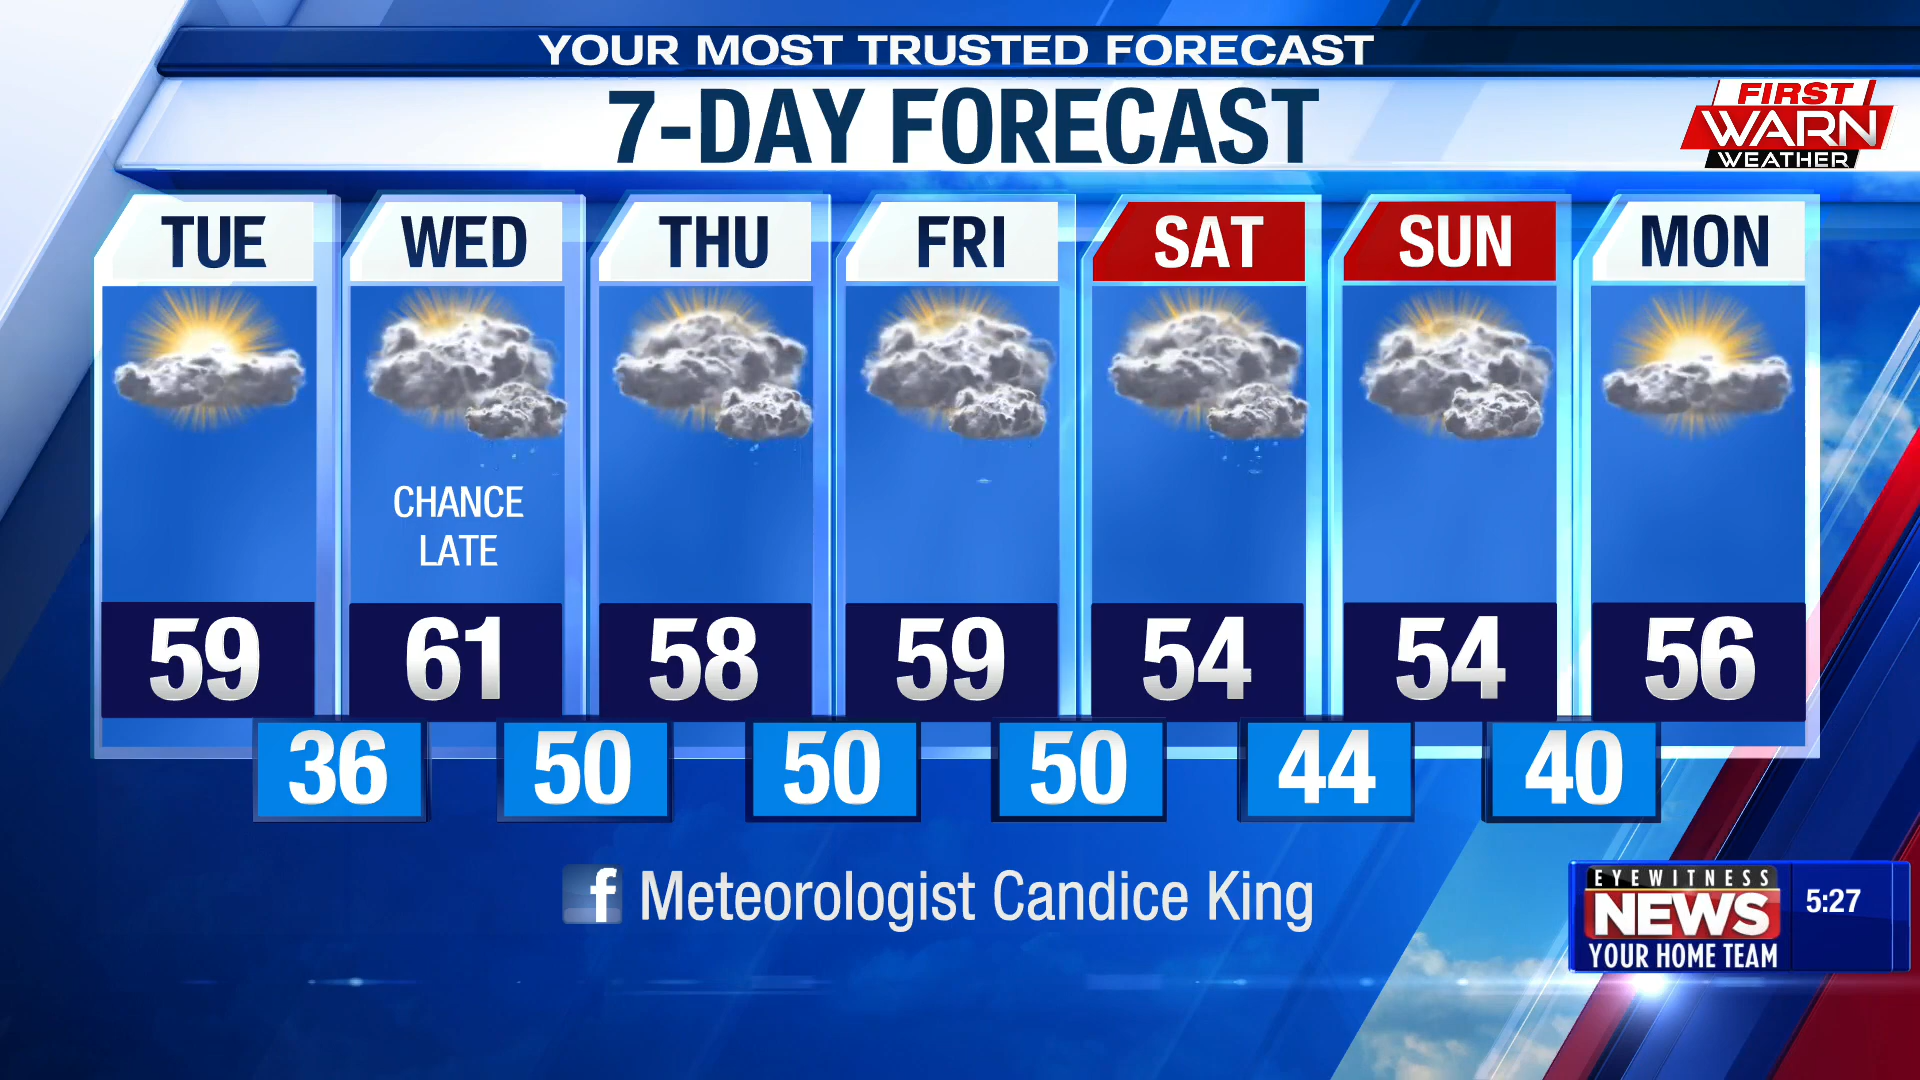 YOUR MOST TRUSTED FORECAST
7-DAY FORECAST
FIRST
WARN
WEATHER
TUE WED THU FRI SAT SUN MON
CHANCE
LATE
59 61 58 59 54 54 56
36 50 50 50 44 40
f Meteorologist Candice King
EYEWITNESS
NEWS
YOUR HOME TEAM
5:27